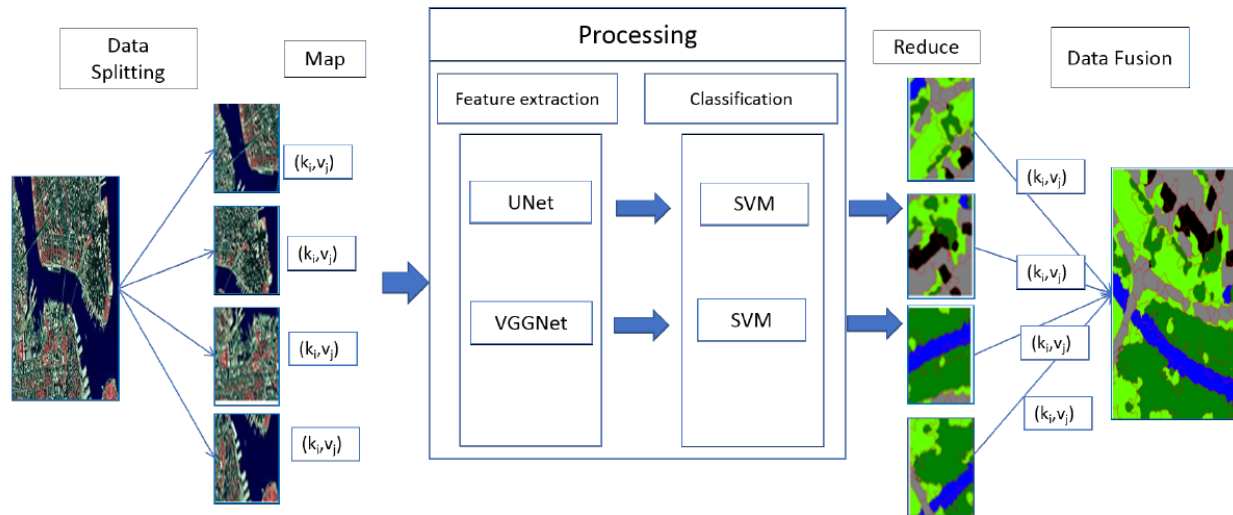 Data
Splitting
Map
Processing
Reduce
Data Fusion
Feature extraction
Classification
(kᵢ,vⱼ)
(kᵢ,vⱼ)
(kᵢ,vⱼ)
(kᵢ,vⱼ)
UNet
SVM
VGGNet
SVM
(kᵢ,vⱼ)
(kᵢ,vⱼ)
(kᵢ,vⱼ)
(kᵢ,vⱼ)